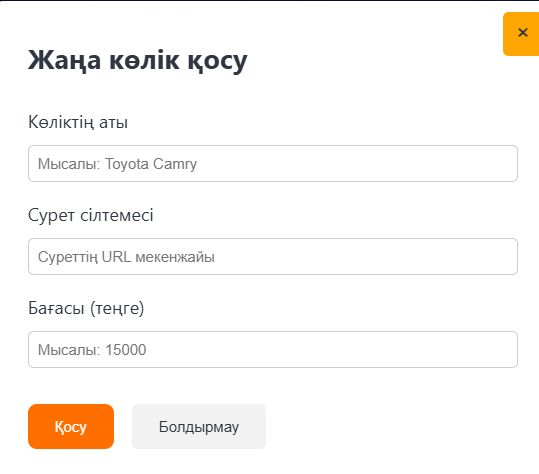 ×
Жаңа көлік қосу
Көліктің аты
Мысалы: Toyota Camry
Сурет сілтемесі
Суреттің URL мекенжайы
Бағасы (теңге)
Мысалы: 15000
Қосу
Болдырмау